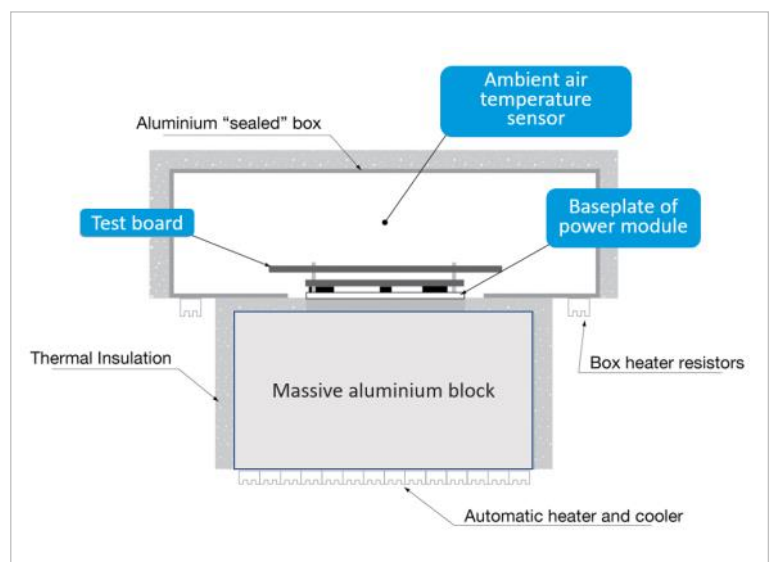 Ambient air
temperature
sensor
Aluminium “sealed” box
Test board
Baseplate of
power module
Thermal Insulation
Box heater resistors
Massive aluminium block
Automatic heater and cooler